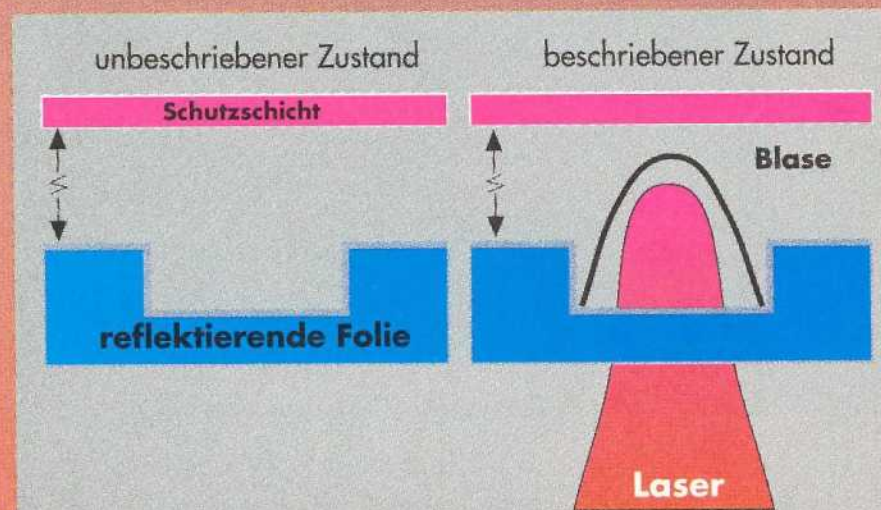 unbeschriebener Zustand
beschriebener Zustand
Schutzschicht
Blase
reflektierende Folie
Laser